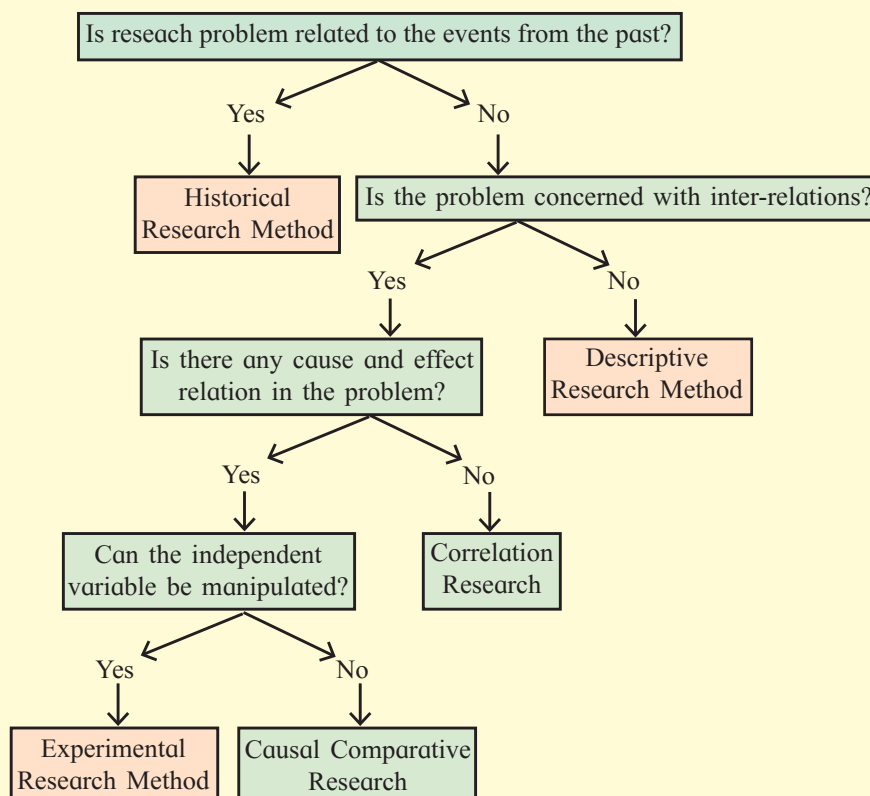 Is reseach problem related to the events from the past?
Yes
No
Historical
Research Method
Is the problem concerned with inter-relations?
Yes
No
Is there any cause and effect
relation in the problem?
Descriptive
Research Method
Yes
No
Can the independent
variable be manipulated?
Correlation
Research
Yes
No
Experimental
Research Method
Causal Comparative
Research